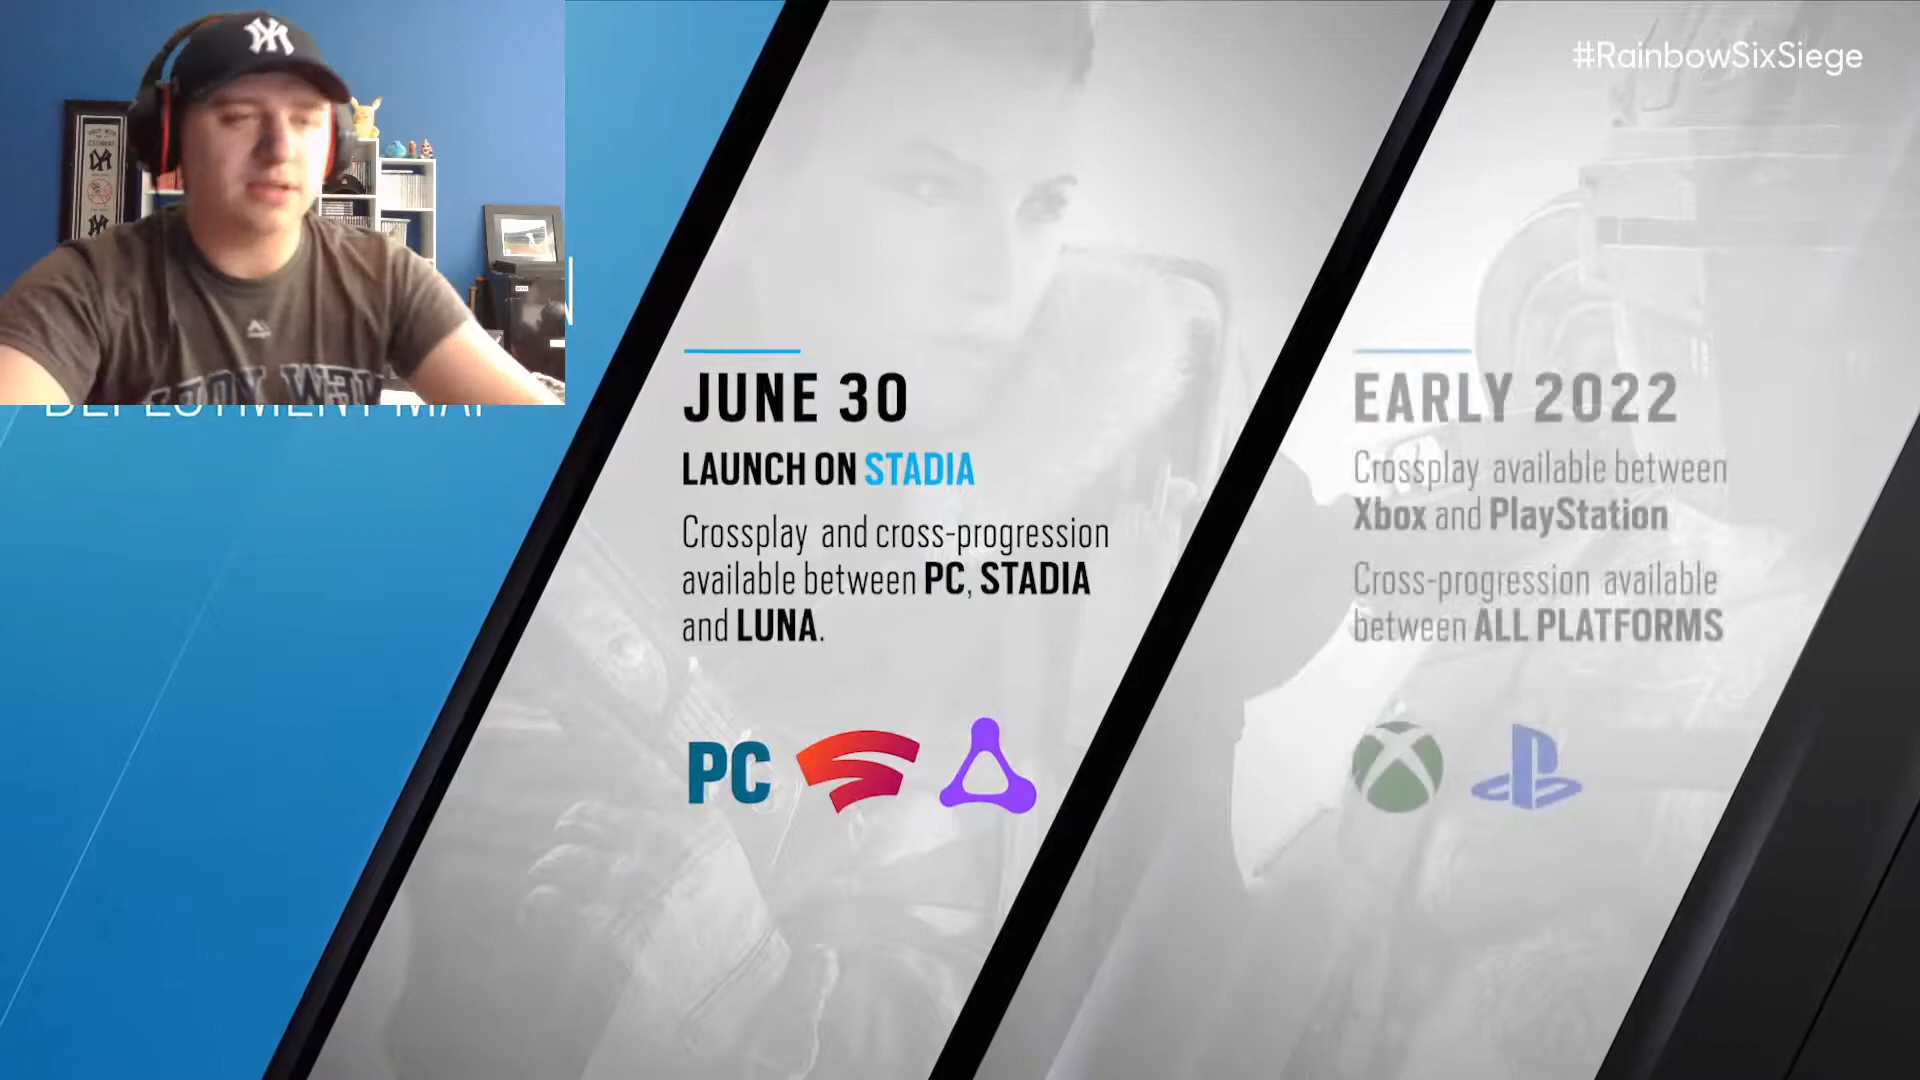 #RainbowSixSiege
JUNE 30
LAUNCH ON STADIA
Crossplay and cross-progression
available between PC, STADIA
and LUNA.
PC
EARLY 2022
Crossplay available between
Xbox and PlayStation
Cross-progression available
between ALL PLATFORMS